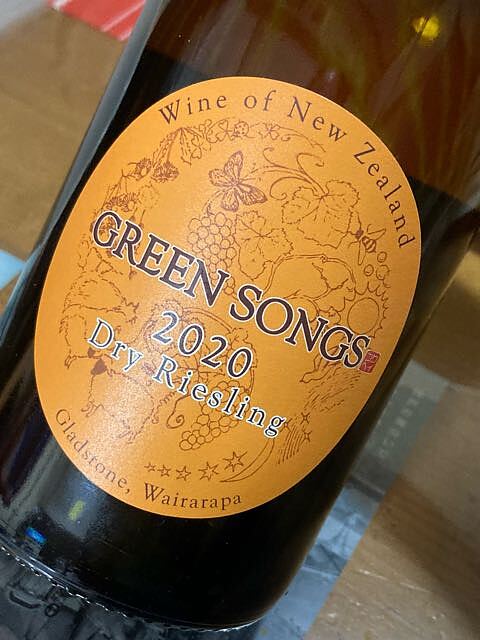 Wine of New Zealand
GREEN SONGS
2020
Dry Riesling
Gladstone, Wairarapa